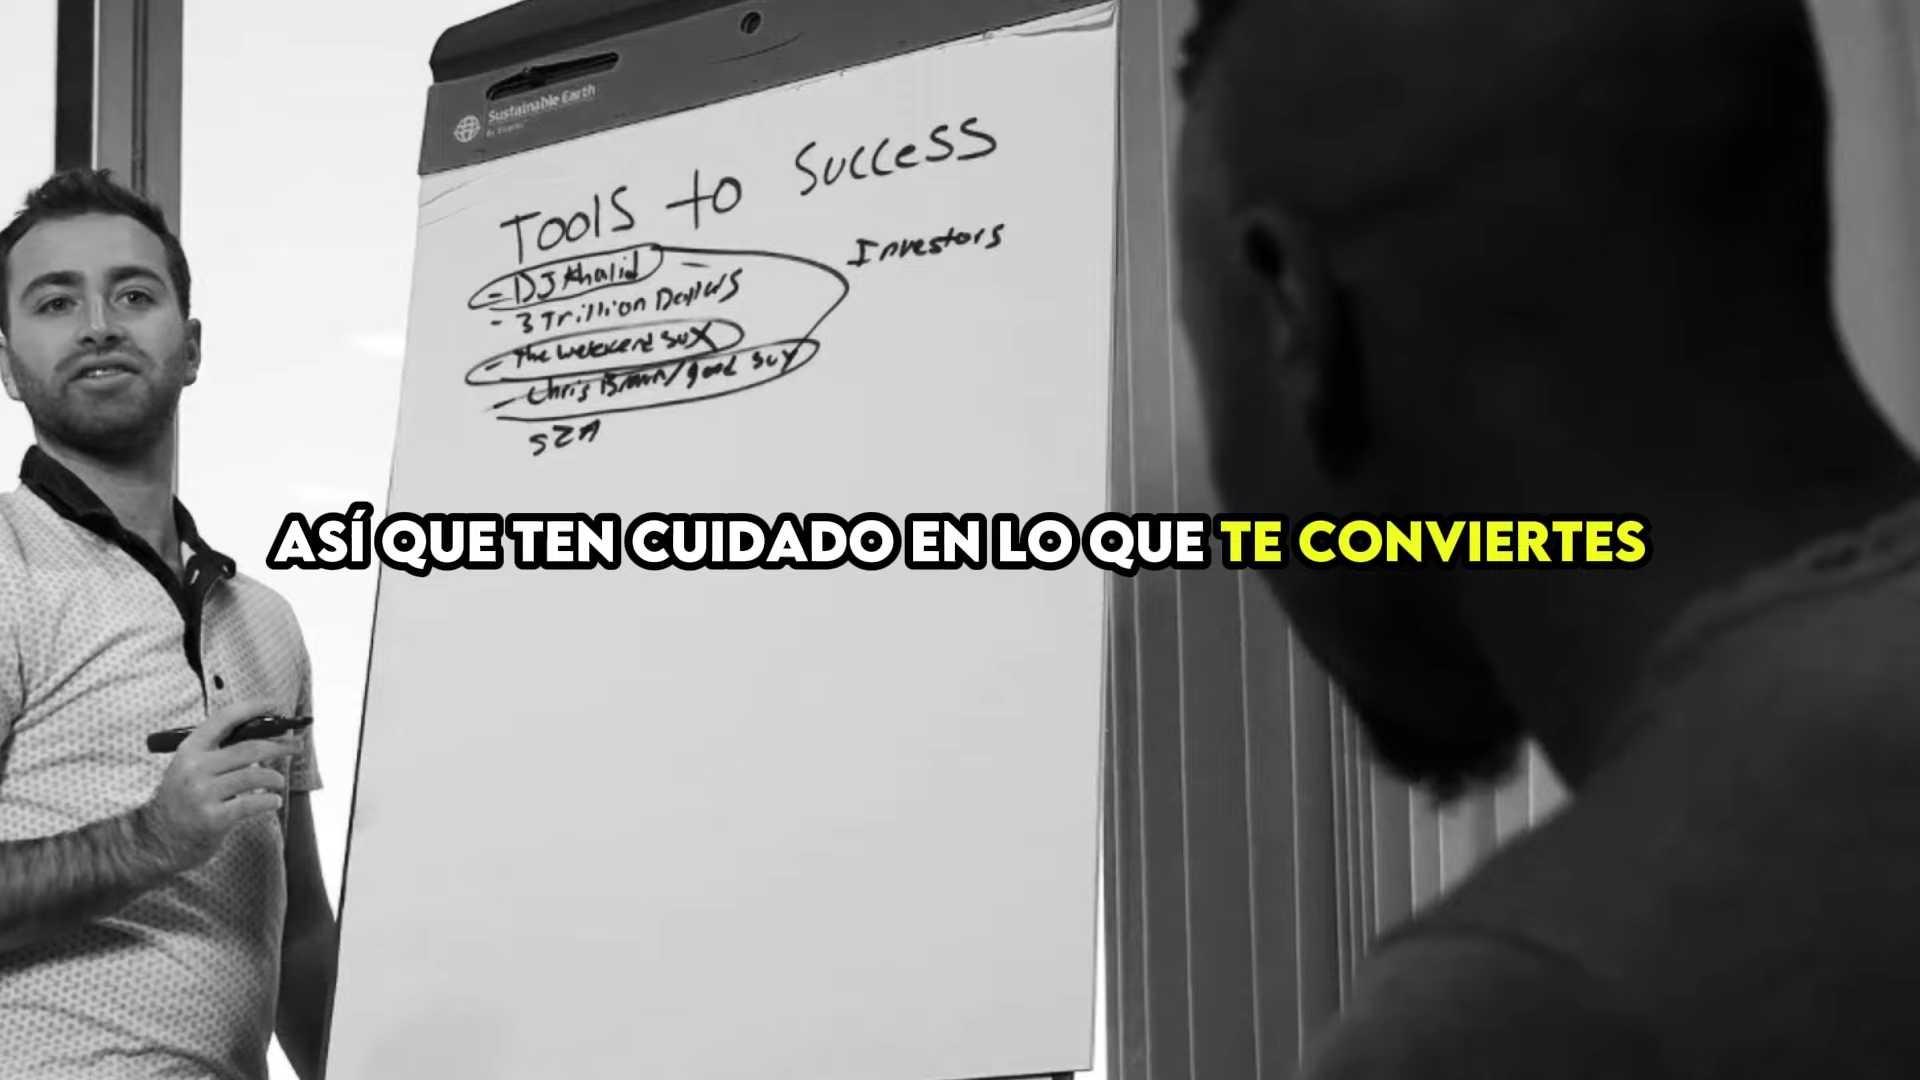 Sustainable Earth
Tools to Success
Investors
- DJ Khalid
- 3 Trillion Dollars
- The Weekend sux
- Chris Brown/good guy
SZA
ASÍ QUE TEN CUIDADO EN LO QUE TE CONVIERTES